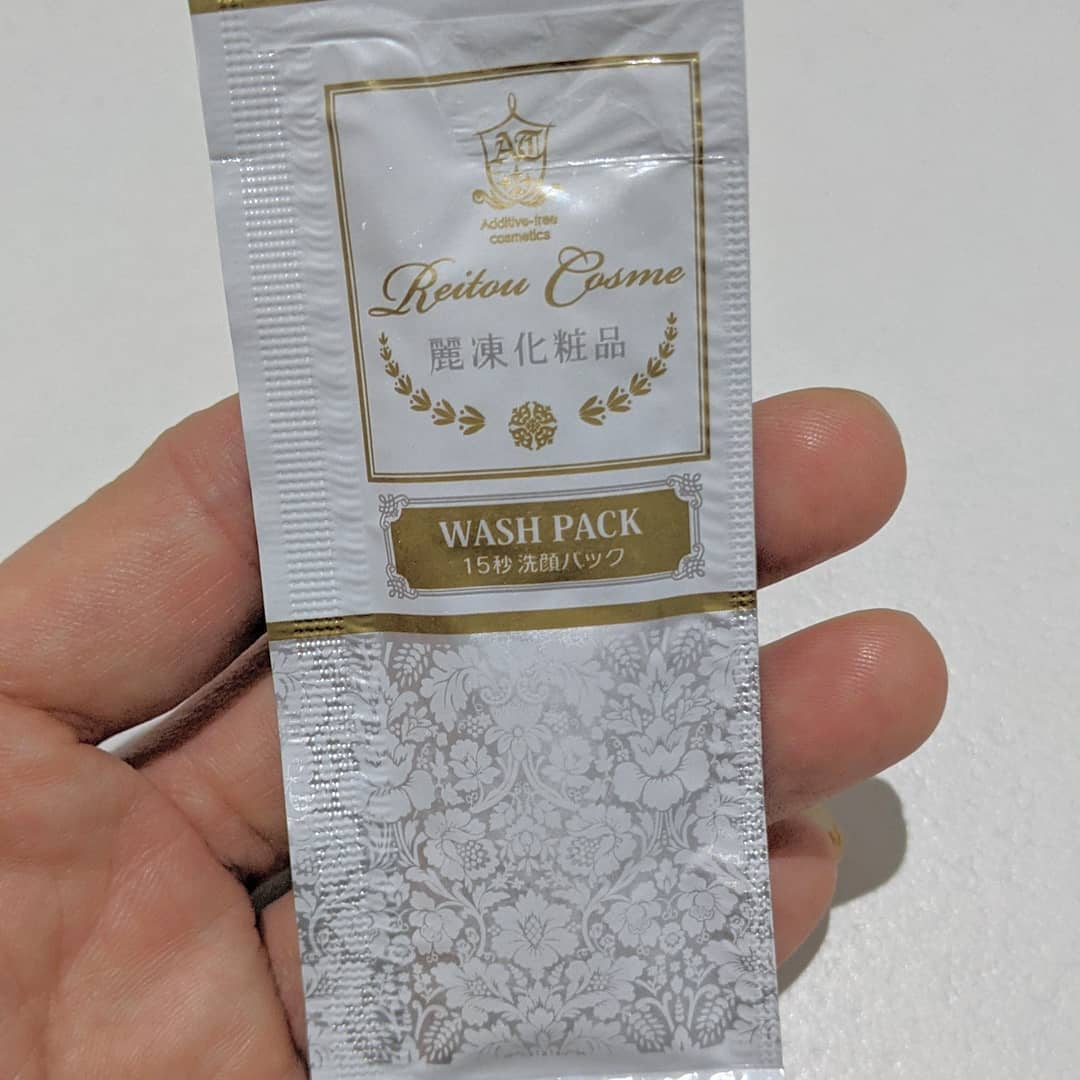 AT
Additive-free
cosmetics
Reitou Cosme
麗凍化粧品
WASH PACK
15秒 洗顔パック